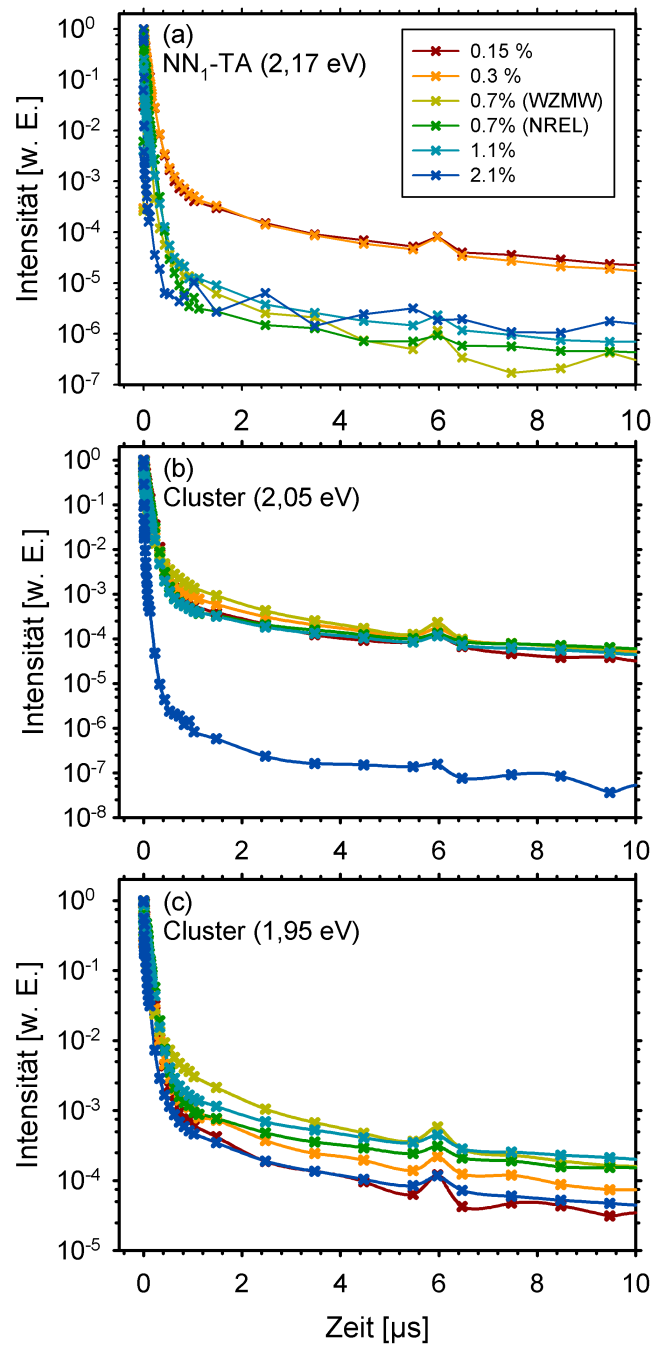 (a)
NN₁-TA (2,17 eV)
0.15 %
0.3 %
0.7% (WZMW)
0.7% (NREL)
1.1%
2.1%
Intensität [w. E.]
10⁰
10⁻¹
10⁻²
10⁻³
10⁻⁴
10⁻⁵
10⁻⁶
10⁻⁷
0 2 4 6 8 10
(b)
Cluster (2,05 eV)
Intensität [w. E.]
10⁰
10⁻¹
10⁻²
10⁻³
10⁻⁴
10⁻⁵
10⁻⁶
10⁻⁷
10⁻⁸
0 2 4 6 8 10
(c)
Cluster (1,95 eV)
Intensität [w. E.]
10⁰
10⁻¹
10⁻²
10⁻³
10⁻⁴
10⁻⁵
0 2 4 6 8 10
Zeit [µs]